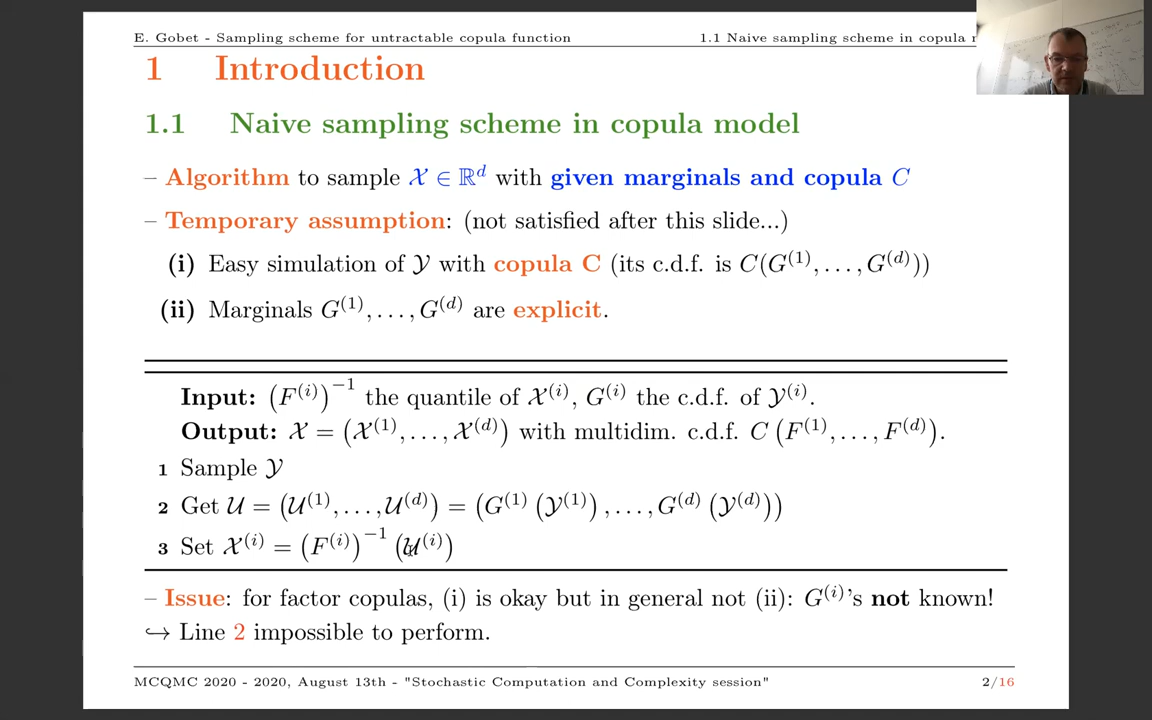 E. Gobet - Sampling scheme for untractable copula function 1.1 Naive sampling scheme in copula
1 Introduction
1.1 Naive sampling scheme in copula model
– Algorithm to sample 𝒳 ∈ ℝ^d with given marginals and copula C
– Temporary assumption: (not satisfied after this slide...)
(i) Easy simulation of 𝒴 with copula C (its c.d.f. is C(G^(1), . . . , G^(d)))
(ii) Marginals G^(1), . . . , G^(d) are explicit.
Input: (F^(i))^−1 the quantile of 𝒳^(i), G^(i) the c.d.f. of 𝒴^(i).
Output: 𝒳 = (𝒳^(1), . . . , 𝒳^(d)) with multidim. c.d.f. C (F^(1), . . . , F^(d)).
1 Sample 𝒴
2 Get 𝒰 = (𝒰^(1), . . . , 𝒰^(d)) = (G^(1) (𝒴^(1)) , . . . , G^(d) (𝒴^(d)))
3 Set 𝒳^(i) = (F^(i))^−1 (𝒰^(i))
– Issue: for factor copulas, (i) is okay but in general not (ii): G^(i)'s not known!
↪ Line 2 impossible to perform.
MCQMC 2020 - 2020, August 13th - "Stochastic Computation and Complexity session" 2/16